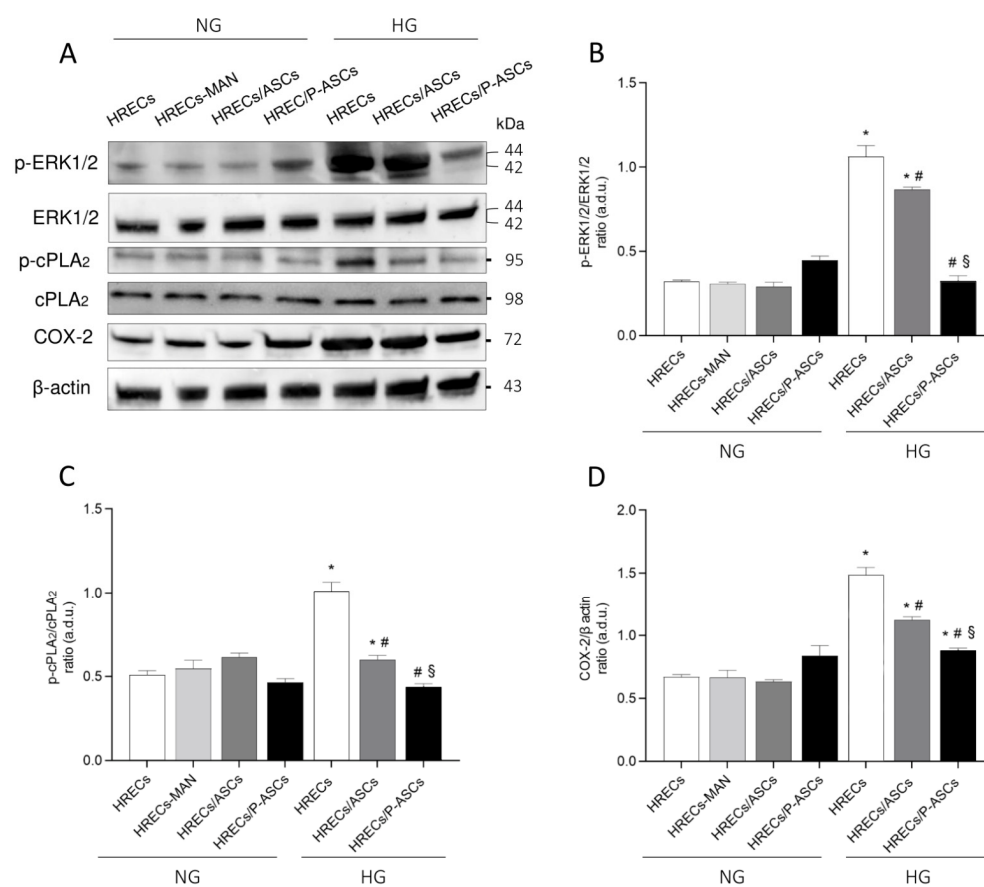 NG
HG
A
HRECs
HRECs-MAN
HRECs/ASCs
HREC/P-ASCs
HRECs
HRECs/ASCs
HRECs/P-ASCs
kDa
p-ERK1/2
44
42
ERK1/2
44
42
p-cPLA₂
95
cPLA₂
98
COX-2
72
β-actin
43
B
p-ERK1/2/ERK1/2
ratio (a.d.u.)
1.5
1.0
0.5
0.0
*
* #
# §
HRECs
HRECs-MAN
HRECs/ASCs
HRECs/P-ASCs
HRECs
HRECs/ASCs
HRECs/P-ASCs
NG
HG
C
p-cPLA₂/cPLA₂
ratio (a.d.u.)
1.5
1.0
0.5
0.0
*
* #
# §
HRECs
HRECs-MAN
HRECs/ASCs
HRECs/P-ASCs
HRECs
HRECs/ASCs
HRECs/P-ASCs
NG
HG
D
COX-2/β actin
ratio (a.d.u.)
2.0
1.5
1.0
0.5
0.0
*
* #
* # §
HRECs
HRECs-MAN
HRECs/ASCs
HRECs/P-ASCs
HRECs
HRECs/ASCs
HRECs/P-ASCs
NG
HG